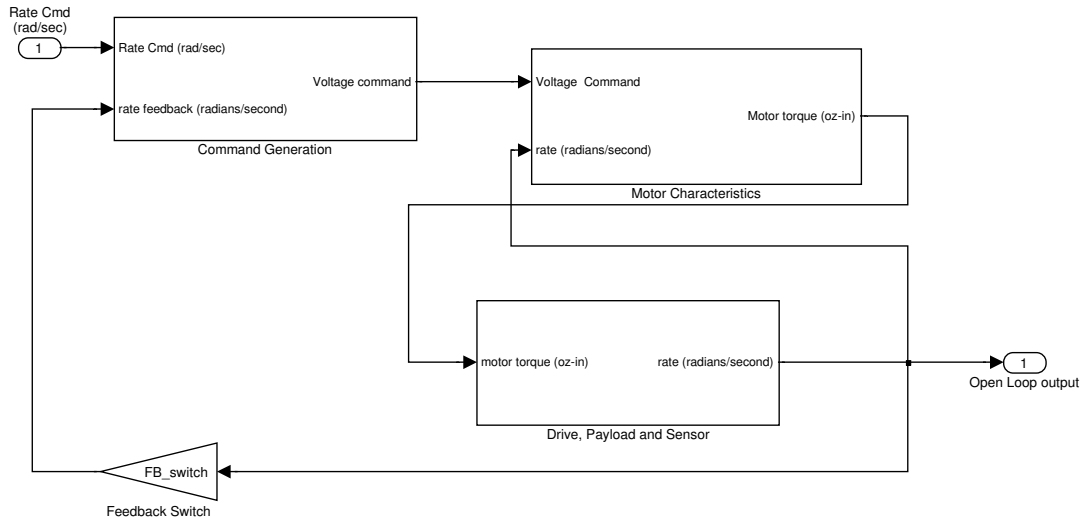 Rate Cmd
(rad/sec)
1
Rate Cmd (rad/sec)
Voltage command
rate feedback (radians/second)
Command Generation
Voltage  Command
Motor torque (oz-in)
rate (radians/second)
Motor Characteristics
motor torque (oz-in)
rate (radians/second)
1
Open Loop output
Drive, Payload and Sensor
FB_switch
Feedback Switch